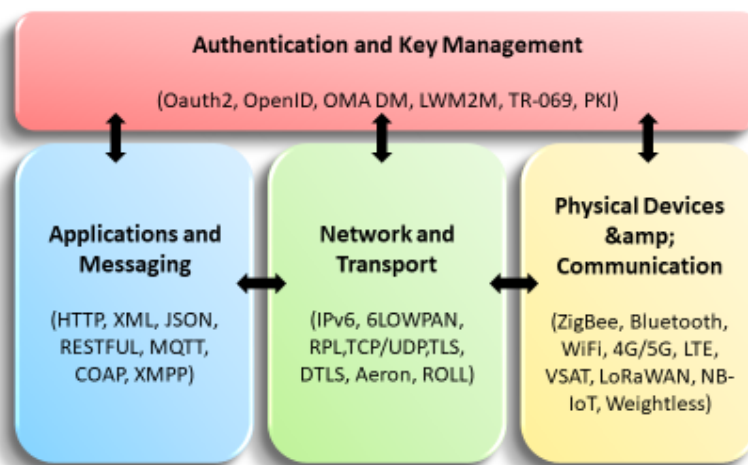 Authentication and Key Management
(Oauth2, OpenID, OMA DM, LWM2M, TR-069, PKI)
Applications and
Messaging
(HTTP, XML, JSON,
RESTFUL, MQTT,
COAP, XMPP)
Network and
Transport
(IPv6, 6LOWPAN,
RPL,TCP/UDP,TLS,
DTLS, Aeron, ROLL)
Physical Devices
&amp;amp;
Communication
(ZigBee, Bluetooth,
WiFi, 4G/5G, LTE,
VSAT, LoRaWAN, NB-
IoT, Weightless)